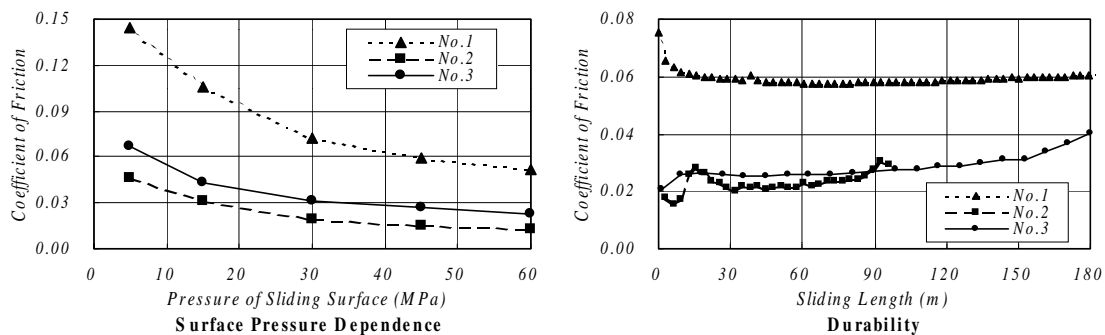 Coefficient of Friction
0.15
0.12
0.09
0.06
0.03
0.00
0 10 20 30 40 50 60
No.1
No.2
No.3
Pressure of Sliding Surface (MPa)
Surface Pressure Dependence
Coefficient of Friction
0.08
0.06
0.04
0.02
0.00
0 30 60 90 120 150 180
No.1
No.2
No.3
Sliding Length (m)
Durability